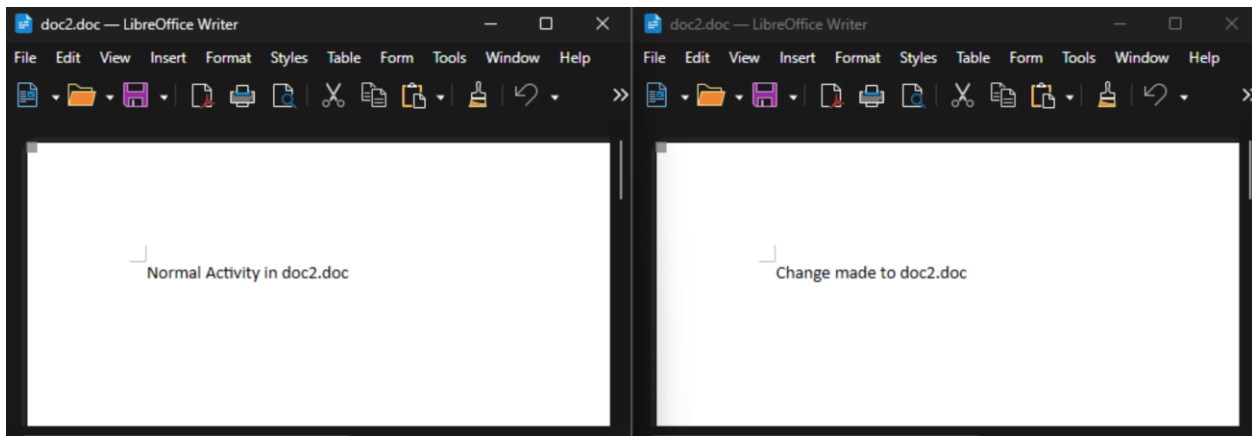 doc2.doc — LibreOffice Writer
File Edit View Insert Format Styles Table Form Tools Window Help
Normal Activity in doc2.doc
doc2.doc — LibreOffice Writer
File Edit View Insert Format Styles Table Form Tools Window Help
Change made to doc2.doc